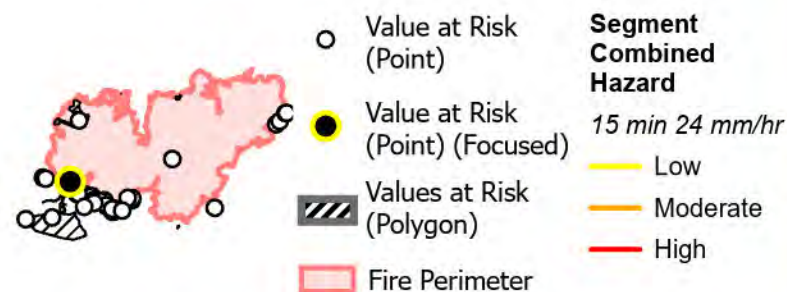 Value at Risk
(Point)
Value at Risk
(Point) (Focused)
Values at Risk
(Polygon)
Fire Perimeter
Segment
Combined
Hazard
15 min 24 mm/hr
Low
Moderate
High